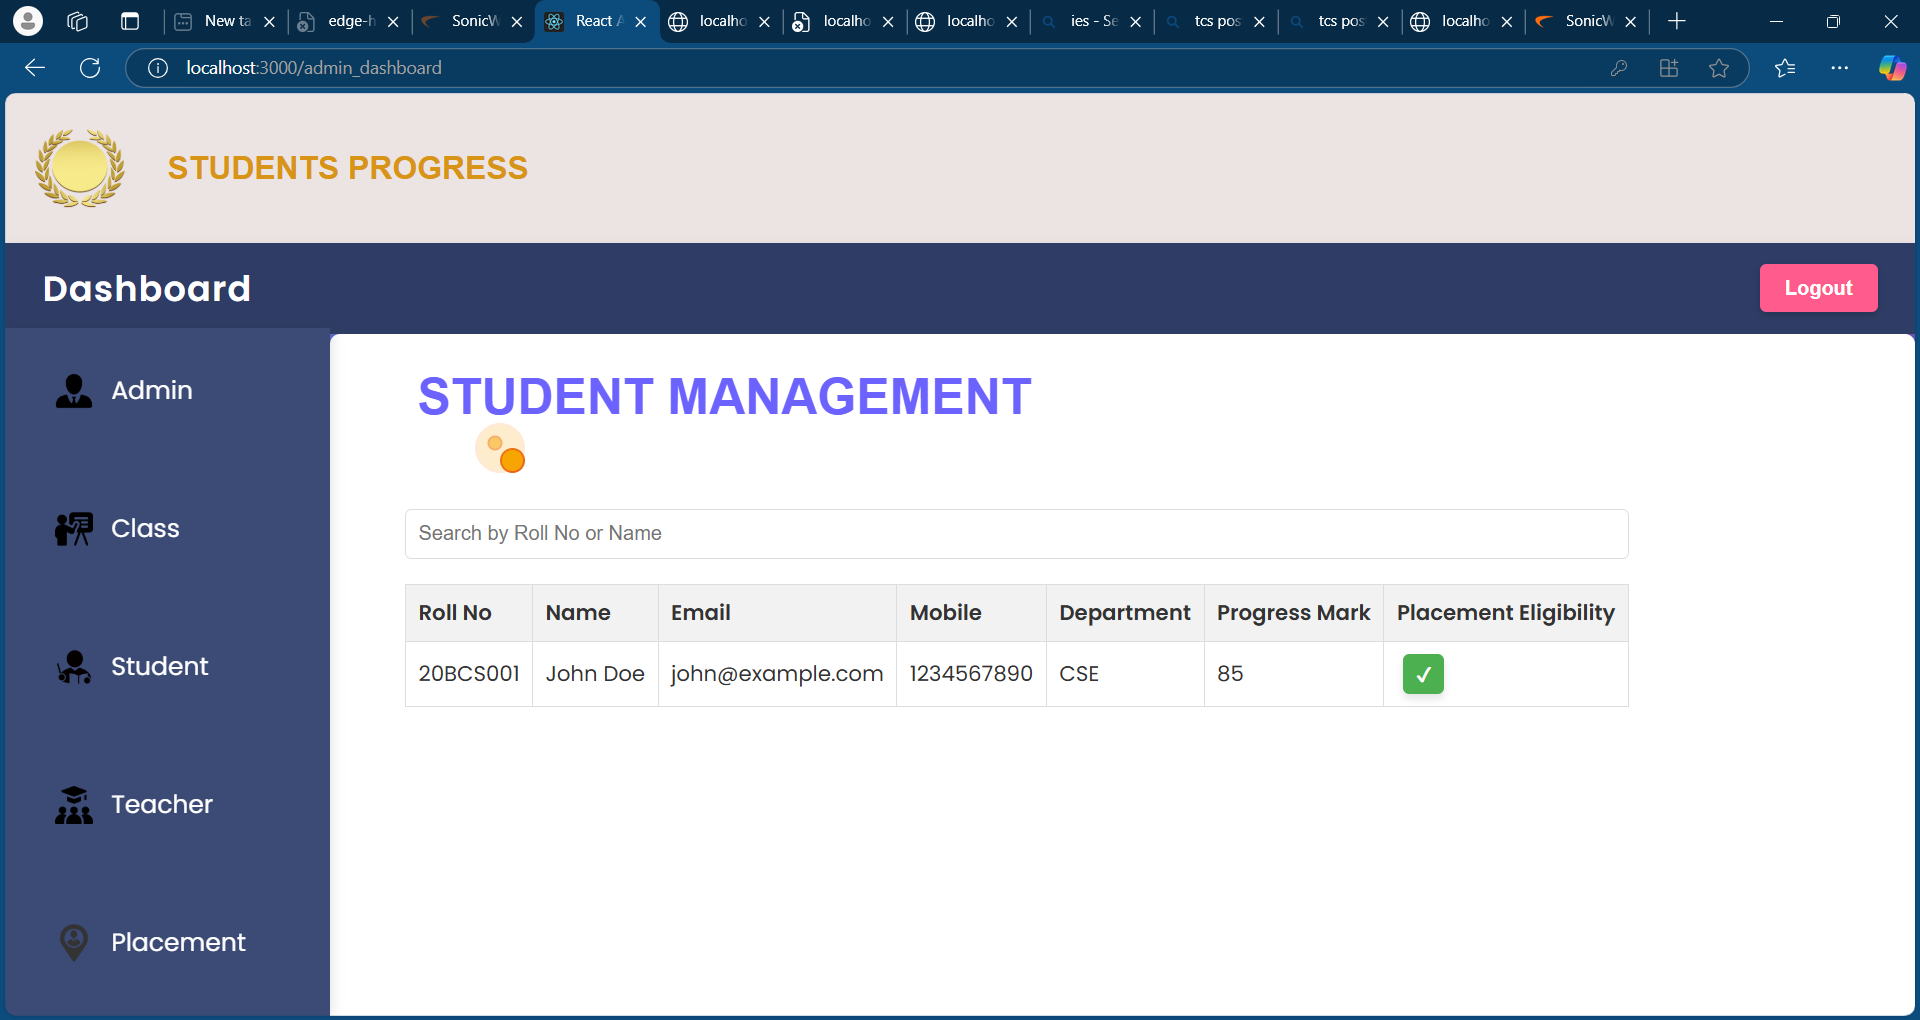 New ta
edge-h
SonicW
React A
localho
localho
localho
ies - Se
tcs pos
tcs pos
localho
SonicW
localhost:3000/admin_dashboard
STUDENTS PROGRESS
Dashboard
Logout
Admin
Class
Student
Teacher
Placement
STUDENT MANAGEMENT
Search by Roll No or Name
Roll No Name Email Mobile Department Progress Mark Placement Eligibility
20BCS001 John Doe john@example.com 1234567890 CSE 85 ✓